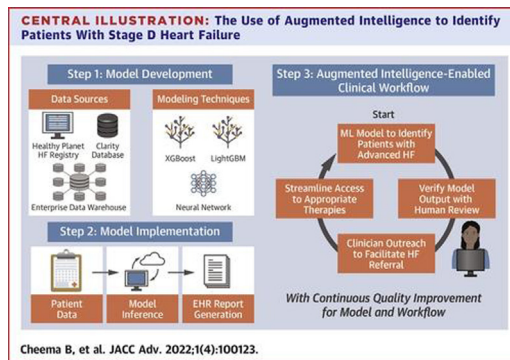 CENTRAL ILLUSTRATION: The Use of Augmented Intelligence to Identify
Patients With Stage D Heart Failure
Step 1: Model Development
Data Sources
Healthy Planet
HF Registry
Clarity
Database
Enterprise Data Warehouse
Modeling Techniques
XGBoost
LightGBM
Neural Network
Step 2: Model Implementation
Patient
Data
Model
Inference
EHR Report
Generation
Step 3: Augmented Intelligence-Enabled
Clinical Workflow
Start
ML Model to Identify
Patients with
Advanced HF
Verify Model
Output with
Human Review
Clinician Outreach
to Facilitate HF
Referral
Streamline Access
to Appropriate
Therapies
With Continuous Quality Improvement
for Model and Workflow
Cheema B, et al. JACC Adv. 2022;1(4):100123.